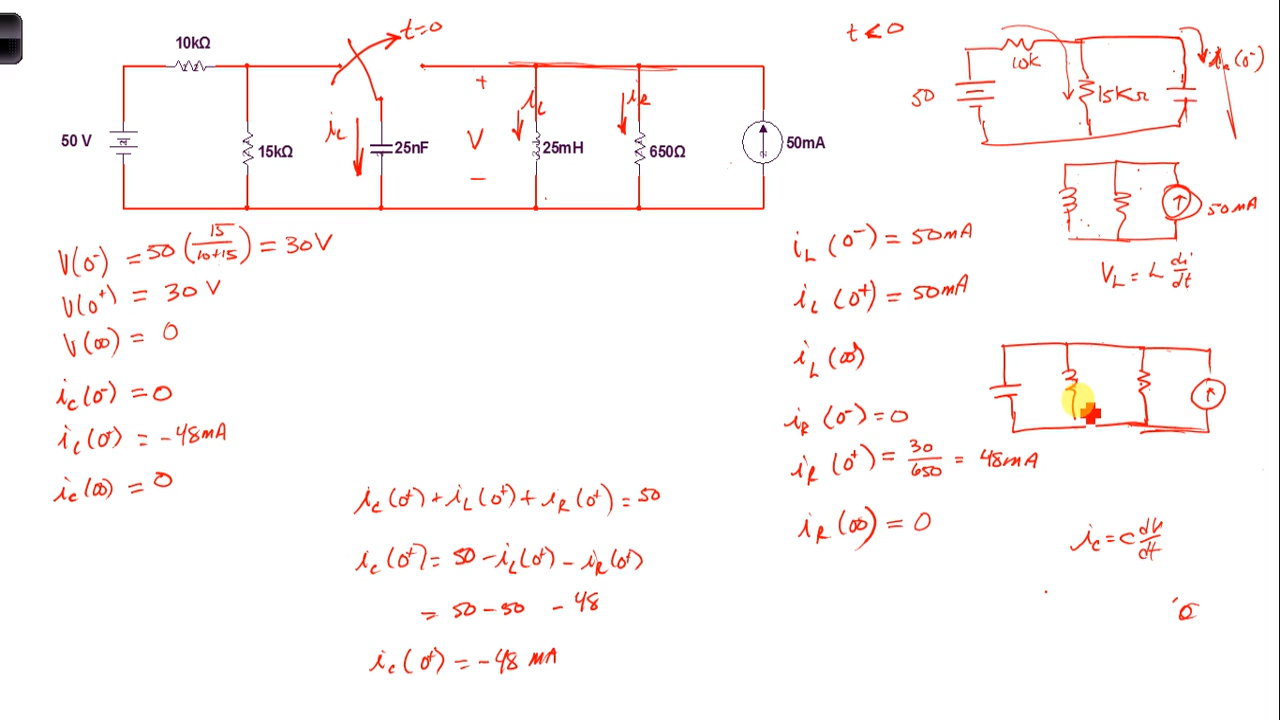 t=0
t < 0
10kΩ
50 V
15kΩ
ic
25nF
+
V
−
iL
25mH
iR
650Ω
50mA
50
10k
15KΩ
ic(0-)
50MA
VL = L di/dt
V(0-) = 50 (15/10+15) = 30V
V(0+) = 30 V
V(∞) = 0
ic(0-) = 0
ic(0+) = -48mA
ic(∞) = 0
iL(0-) = 50mA
iL(0+) = 50mA
iL(∞)
iR(0-) = 0
iR(0+) = 30/650 = 48mA
iR(∞) = 0
ic(0+) + iL(0+) + iR(0+) = 50
ic(0+) = 50 - iL(0+) - iR(0+)
= 50 - 50 - 48
ic(0+) = -48 MA
ic = C dV/dt